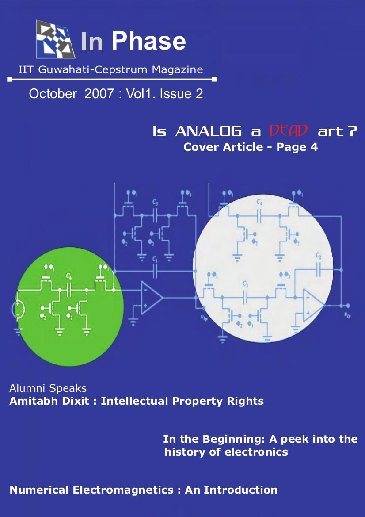 In Phase
IIT Guwahati-Cepstrum Magazine
October 2007 : Vol1. Issue 2
Is ANALOG a DEAD art ?
Cover Article - Page 4
Alumni Speaks
Amitabh Dixit : Intellectual Property Rights
In the Beginning: A peek into the
history of electronics
Numerical Electromagnetics : An Introduction